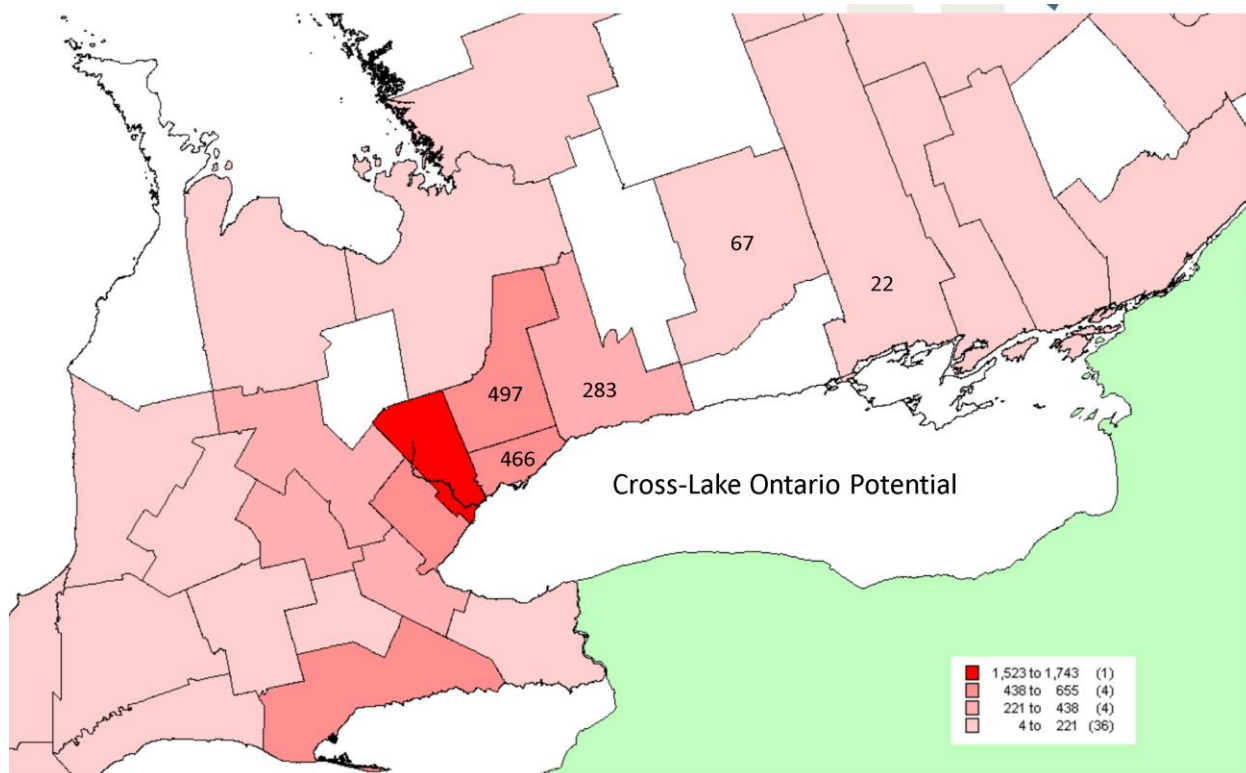 67
22
497
283
466
Cross-Lake Ontario Potential
1,523 to 1,743 (1)
438 to 655 (4)
221 to 438 (4)
4 to 221 (36)